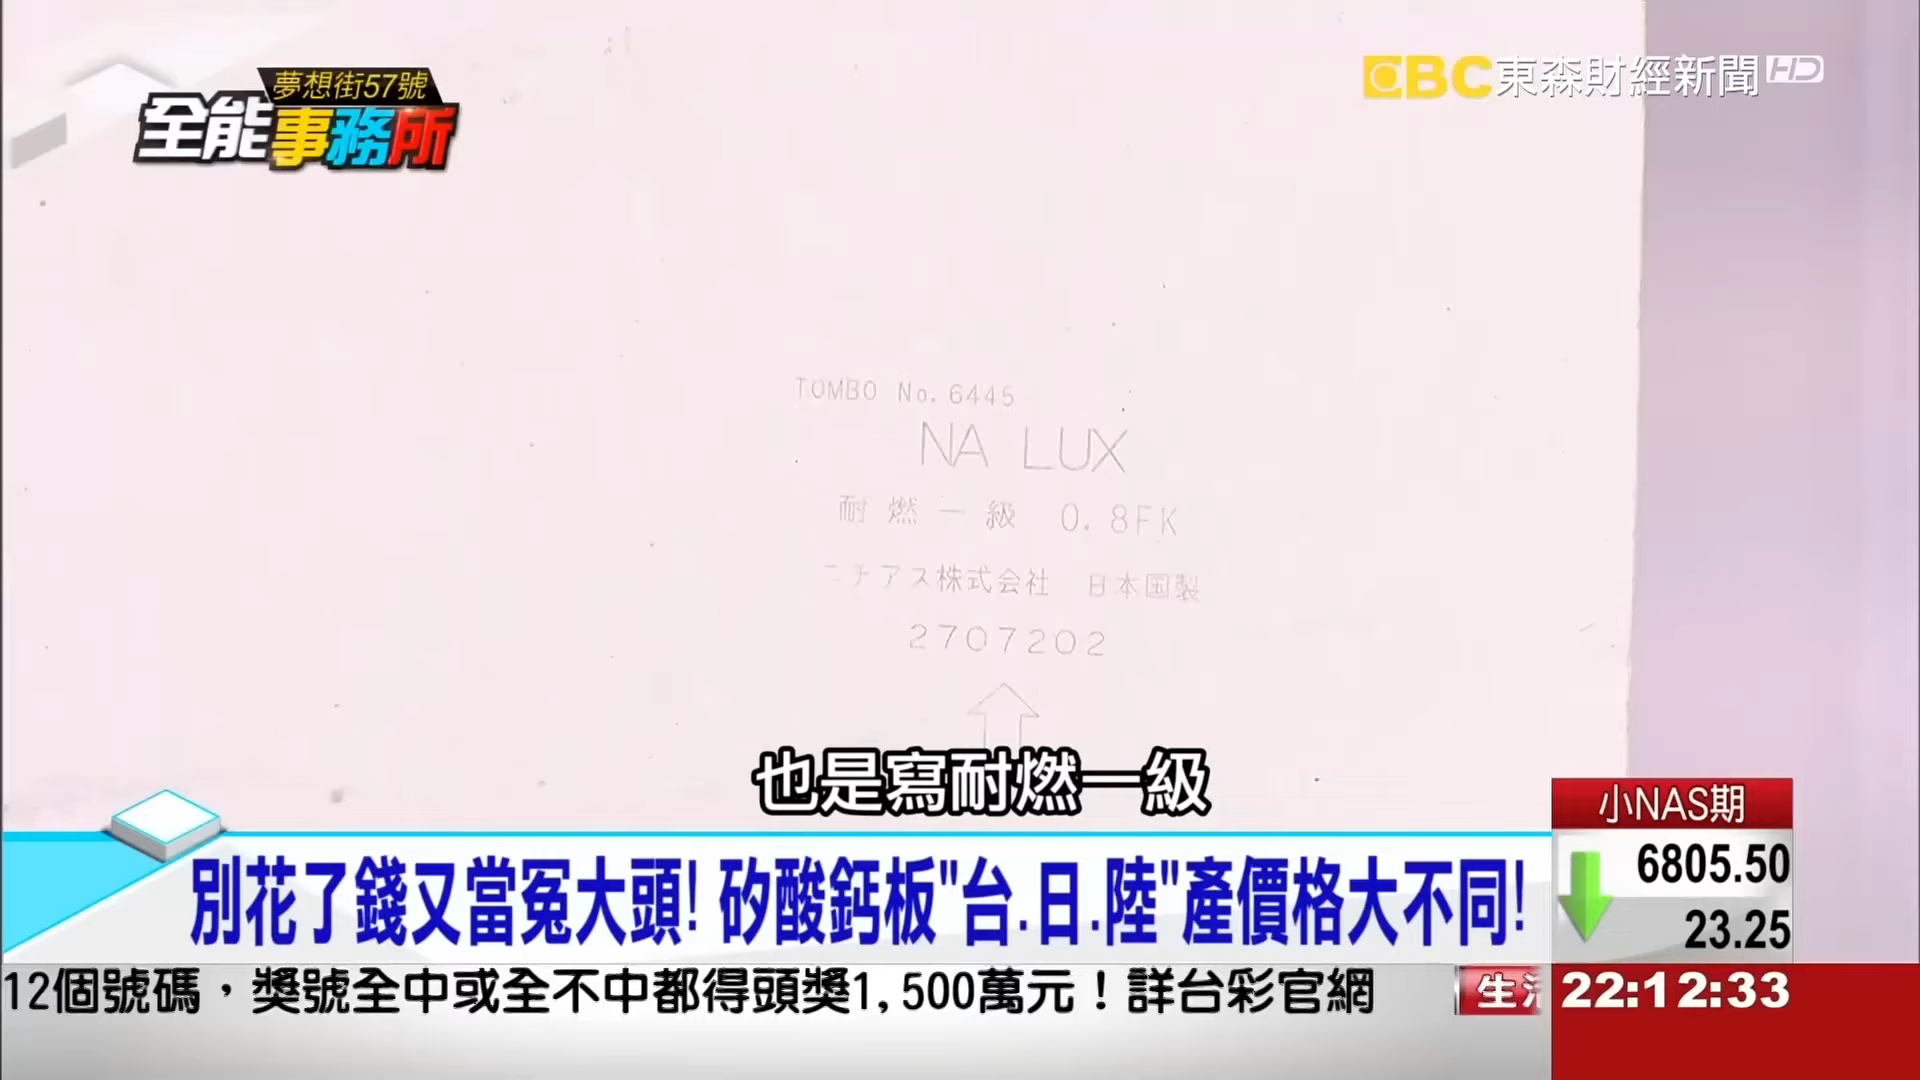 夢想街57號
全能事務所
EBC東森財經新聞HD
TOMBO No. 6445
NA LUX
耐燃一級 0.8FK
ニチアス株式会社 日本国製
2707202
也是寫耐燃一級
別花了錢又當冤大頭! 矽酸鈣板"台.日.陸"產價格大不同!
小NAS期
6805.50
23.25
12個號碼，獎號全中或全不中都得頭獎1,500萬元！詳台彩官網
生活
22:12:33